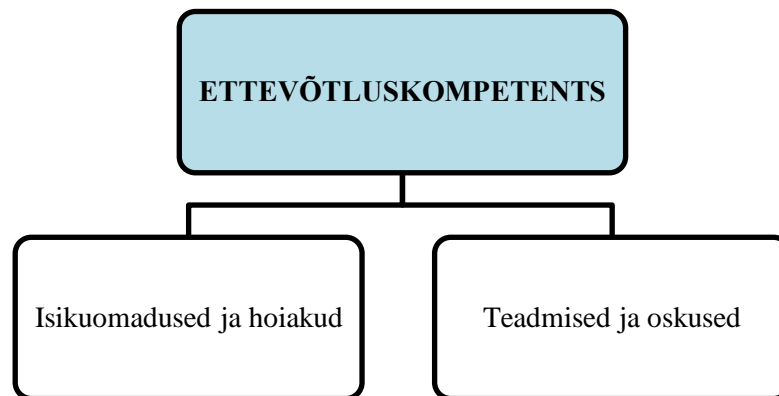 ETTEVÕTLUSKOMPETENTS
Isikuomadused ja hoiakud
Teadmised ja oskused